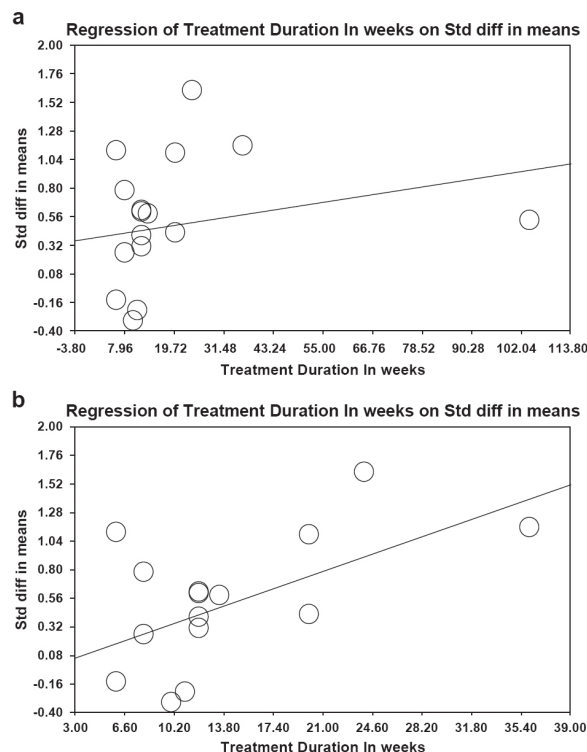 a
Regression of Treatment Duration In weeks on Std diff in means
2.00
1.76
1.52
1.28
1.04
0.80
0.56
0.32
0.08
-0.16
-0.40
Std diff in means
-3.80 7.96 19.72 31.48 43.24 55.00 66.76 78.52 90.28 102.04 113.80
Treatment Duration In weeks
b
Regression of Treatment Duration In weeks on Std diff in means
2.00
1.76
1.52
1.28
1.04
0.80
0.56
0.32
0.08
-0.16
-0.40
Std diff in means
3.00 6.60 10.20 13.80 17.40 21.00 24.60 28.20 31.80 35.40 39.00
Treatment Duration In weeks